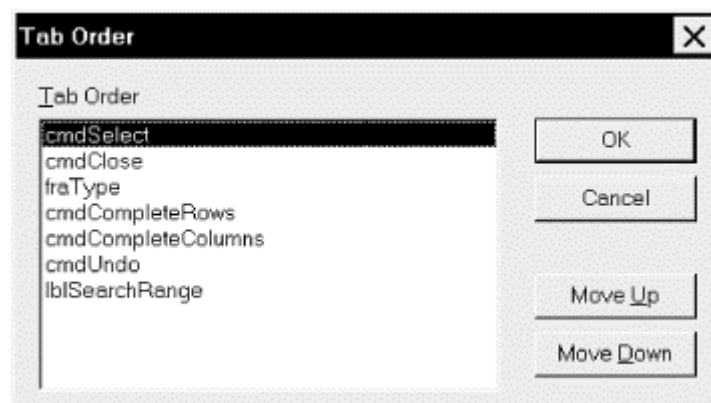 Tab Order
Tab Order
cmdSelect
cmdClose
fraType
cmdCompleteRows
cmdCompleteColumns
cmdUndo
lblSearchRange
OK
Cancel
Move Up
Move Down